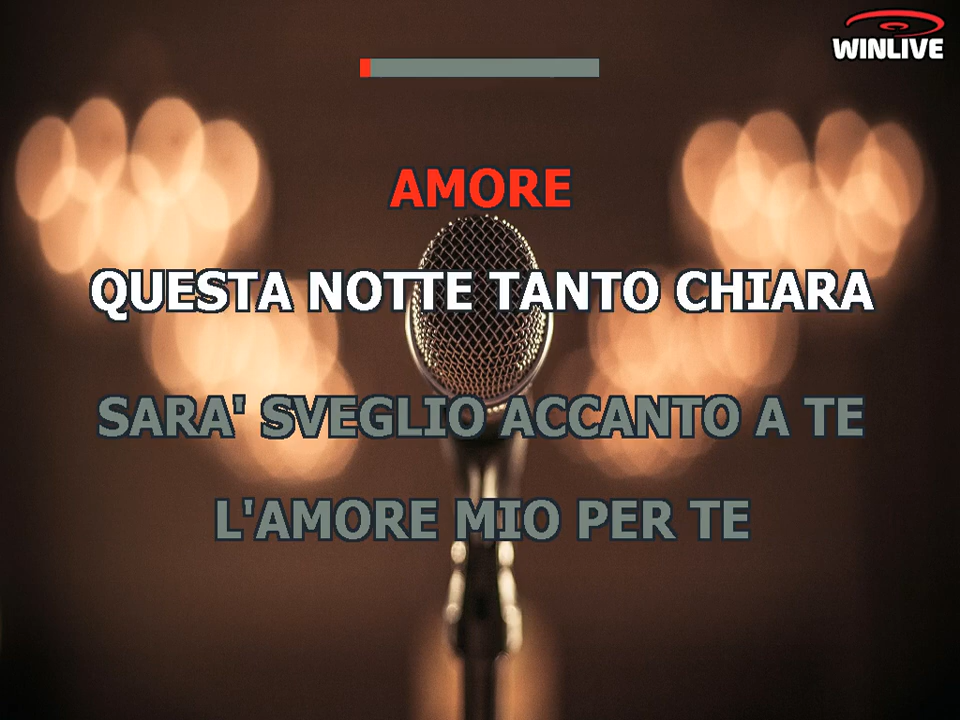 WINLIVE
AMORE
QUESTA NOTTE TANTO CHIARA
SARA' SVEGLIO ACCANTO A TE
L'AMORE MIO PER TE